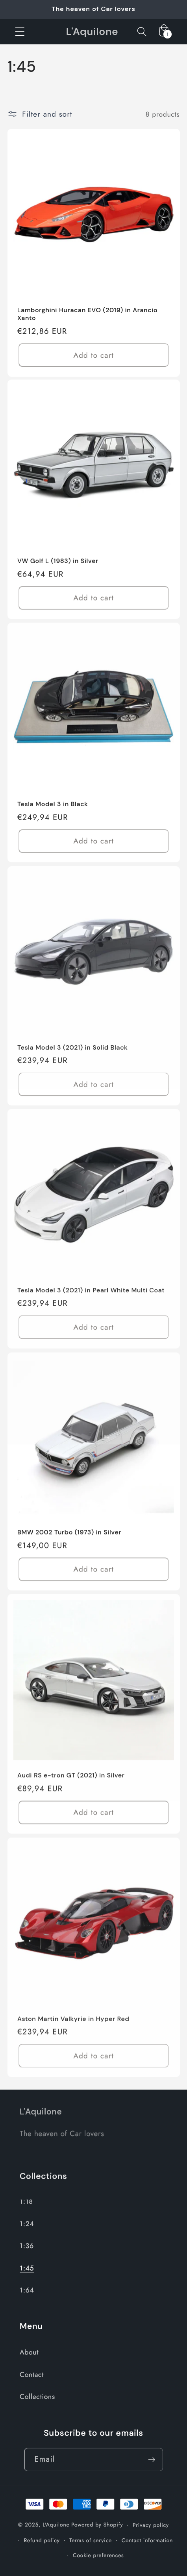 The heaven of Car lovers
L'Aquilone
1
1:45
Filter and sort
8 products
Lamborghini Huracan EVO (2019) in Arancio
Xanto
€212,86 EUR
Add to cart
VW Golf L (1983) in Silver
€64,94 EUR
Add to cart
Tesla Model 3 in Black
€249,94 EUR
Add to cart
Tesla Model 3 (2021) in Solid Black
€239,94 EUR
Add to cart
Tesla Model 3 (2021) in Pearl White Multi Coat
€239,94 EUR
Add to cart
BMW 2002 Turbo (1973) in Silver
€149,00 EUR
Add to cart
Audi RS e-tron GT (2021) in Silver
€89,94 EUR
Add to cart
Aston Martin Valkyrie in Hyper Red
€239,94 EUR
Add to cart
L'Aquilone
The heaven of Car lovers
Collections
1:18
1:24
1:36
1:45
1:64
Menu
About
Contact
Collections
Subscribe to our emails
Email
VISA
PayPal
DISCOVER
© 2025, L'Aquilone Powered by Shopify · Privacy policy
· Refund policy · Terms of service · Contact information
· Cookie preferences